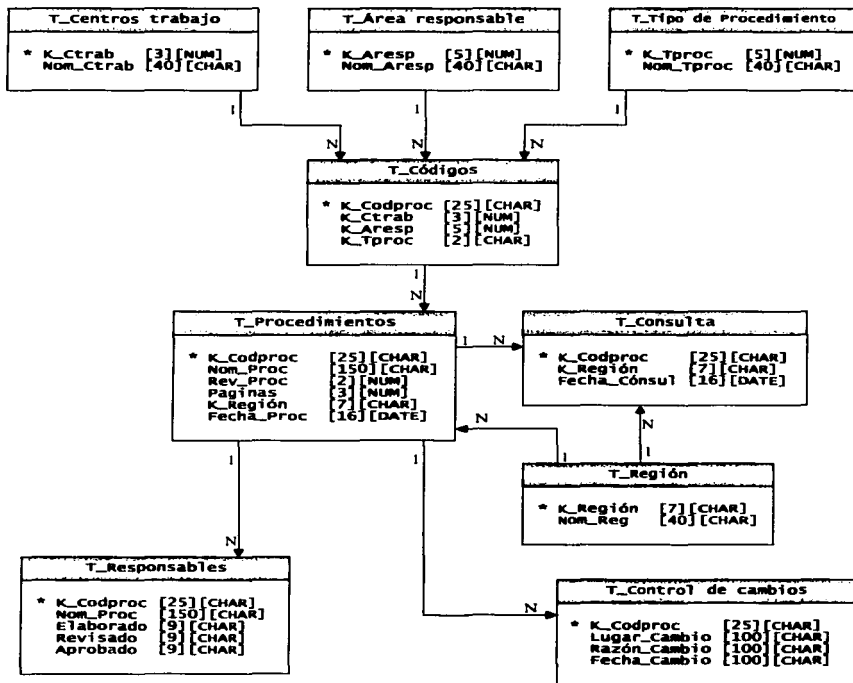 T_Centros trabajo
* K_Ctrab [3][NUM]
Nom_Ctrab [40][CHAR]
T_Área responsable
* K_Aresp [5][NUM]
Nom_Aresp [40][CHAR]
T_Tipo de Procedimiento
* K_Tproc [5][NUM]
Nom_Tproc [40][CHAR]
1
1
1
N
N
N
T_Códigos
* K_Codproc [25][CHAR]
K_Ctrab [3][NUM]
K_Aresp [5][NUM]
K_Tproc [2][CHAR]
1
N
T_Procedimientos
* K_Codproc [25][CHAR]
Nom_Proc [150][CHAR]
Rev_Proc [2][NUM]
Paginas [3][NUM]
K_Región [7][CHAR]
Fecha_Proc [16][DATE]
1
N
T_Consulta
* K_Codproc [25][CHAR]
K_Región [7][CHAR]
Fecha_Cónsul [16][DATE]
N
N
1
1
1
1
T_Región
* K_Región [7][CHAR]
Nom_Reg [40][CHAR]
N
T_Responsables
* K_Codproc [25][CHAR]
Nom_Proc [150][CHAR]
Elaborado [9][CHAR]
Revisado [9][CHAR]
Aprobado [9][CHAR]
N
T_Control de cambios
* K_Codproc [25][CHAR]
Lugar_Cambio [100][CHAR]
Razón_Cambio [100][CHAR]
Fecha_Cambio [100][CHAR]